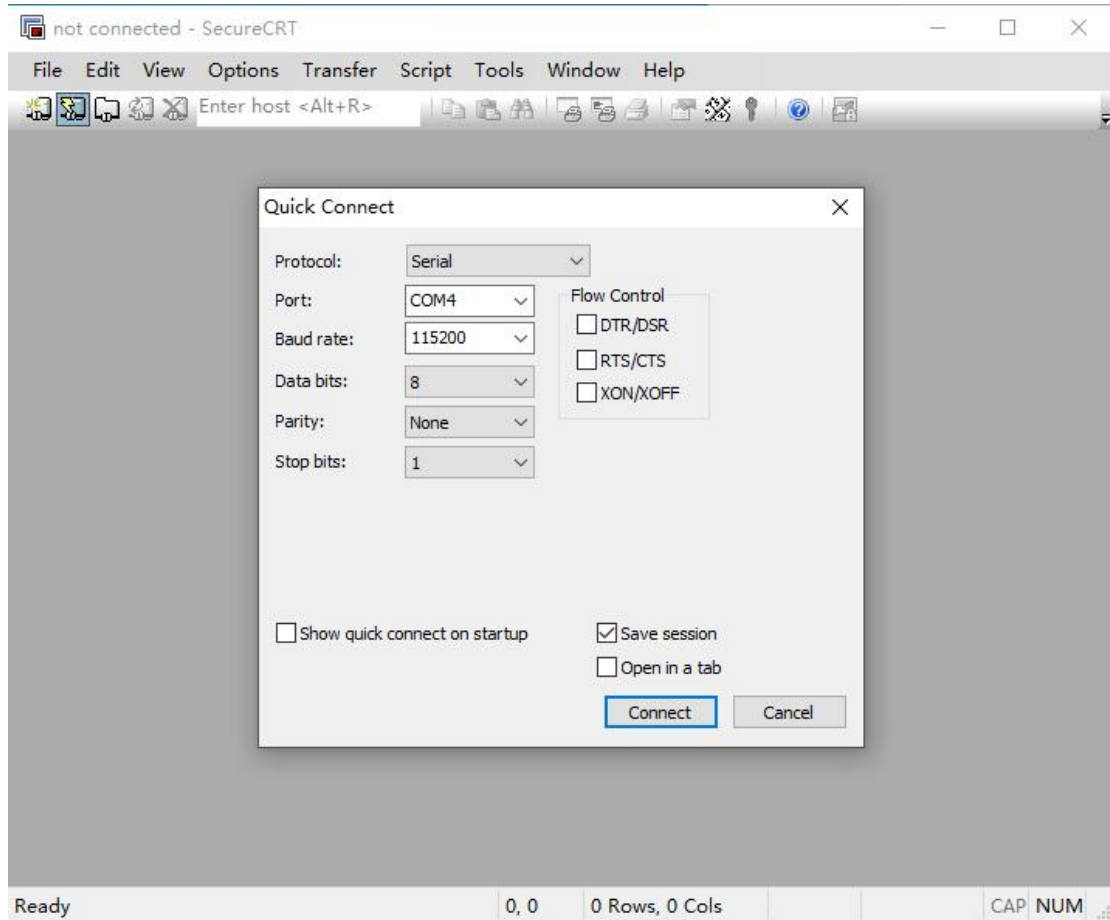 not connected - SecureCRT
File Edit View Options Transfer Script Tools Window Help
Enter host <Alt+R>
Quick Connect
Protocol: Serial
Port: COM4 Flow Control
DTR/DSR
Baud rate: 115200
RTS/CTS
Data bits: 8
XON/XOFF
Parity: None
Stop bits: 1
Show quick connect on startup Save session
Open in a tab
Connect Cancel
Ready 0, 0 0 Rows, 0 Cols CAP NUM